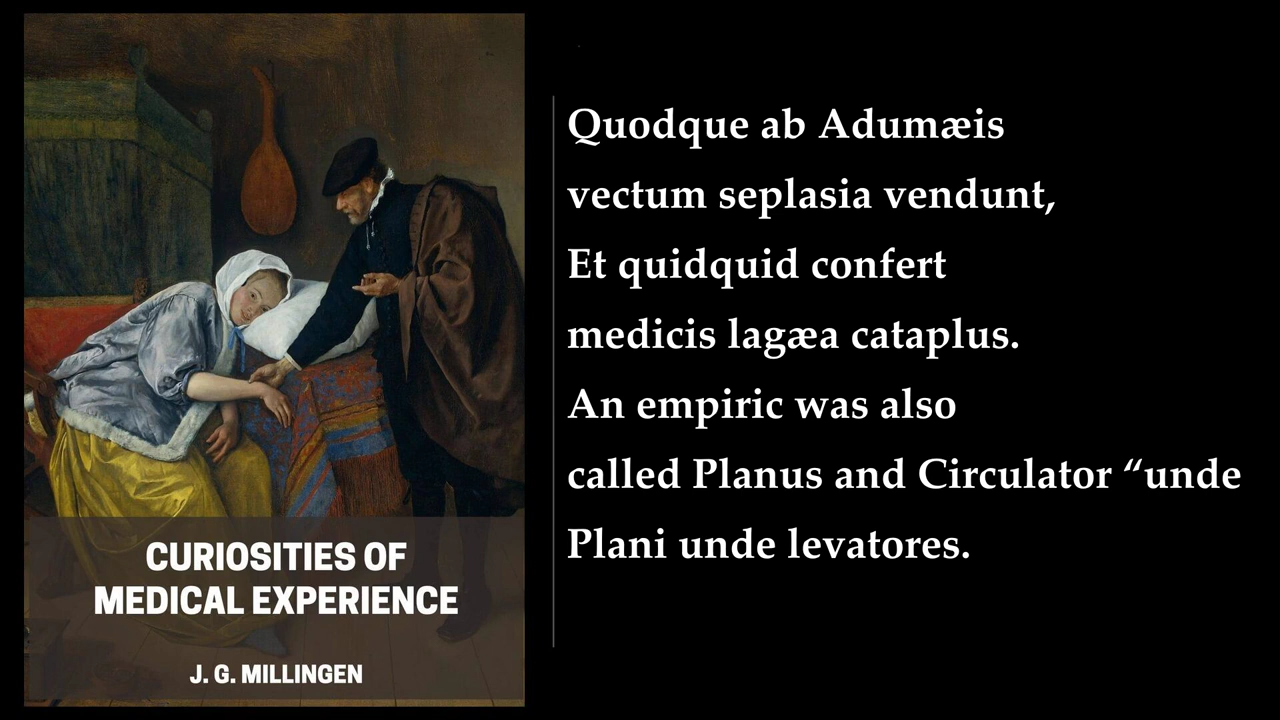 CURIOSITIES OF
MEDICAL EXPERIENCE
J. G. MILLINGEN
Quodque ab Adumæis
vectum seplasia vendunt,
Et quidquid confert
medicis lagæa cataplus.
An empiric was also
called Planus and Circulator “unde
Plani unde levatores.